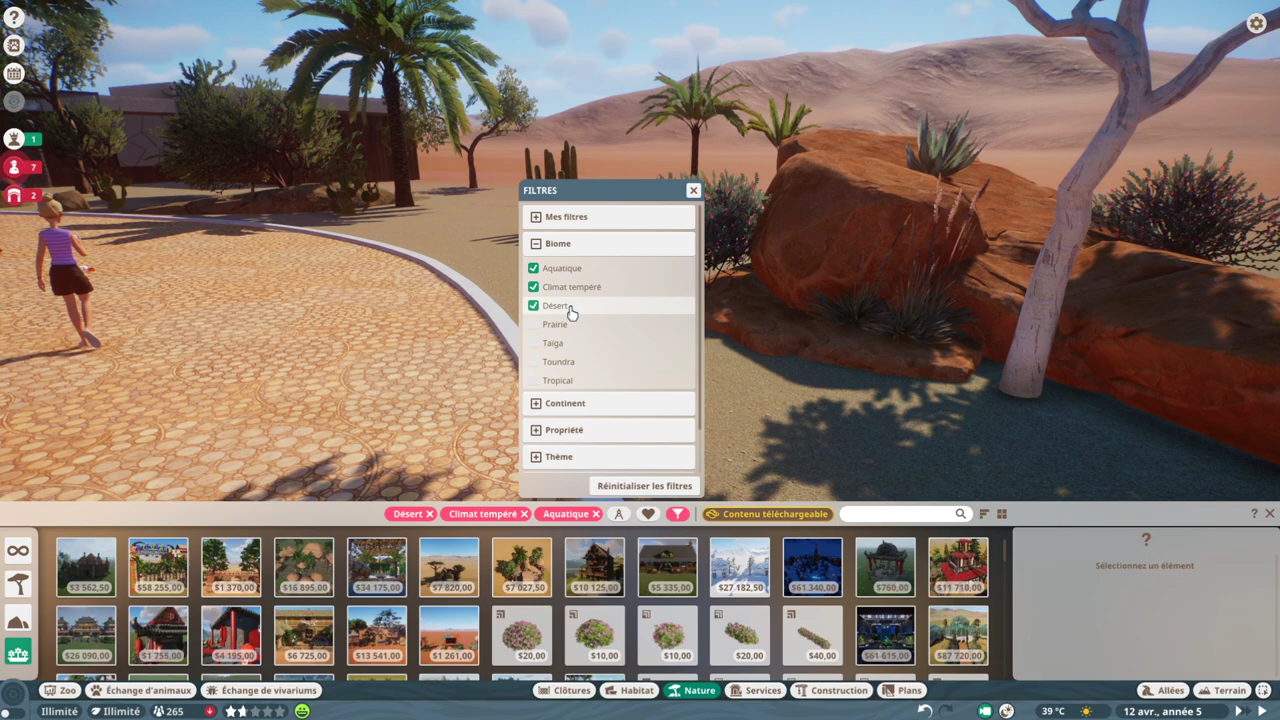 ?
1
7
2
FILTRES
Mes filtres
Biome
Aquatique
Climat tempéré
Désert
Prairie
Taïga
Toundra
Tropical
Continent
Propriété
Thème
Réinitialiser les filtres
Désert Climat tempéré Aquatique Contenu téléchargeable ?
$3 562,50 $58 255,00 $1 370,00 $16 895,00 $34 175,00 $7 820,00 $7 027,50 $10 125,00 $5 335,00 $27 182,50 $61 340,00 $760,00 $11 710,00
?
Sélectionnez un élément
$26 090,00 $1 755,00 $4 195,00 $6 725,00 $13 541,00 $1 261,00 $20,00 $10,00 $10,00 $20,00 $40,00 $61 615,00 $87 720,00
Zoo Échange d'animaux Échange de vivariums Clôtures Habitat Nature Services Construction Plans Allées Terrain
Illimité Illimité 265 39 °C 12 avr., année 5